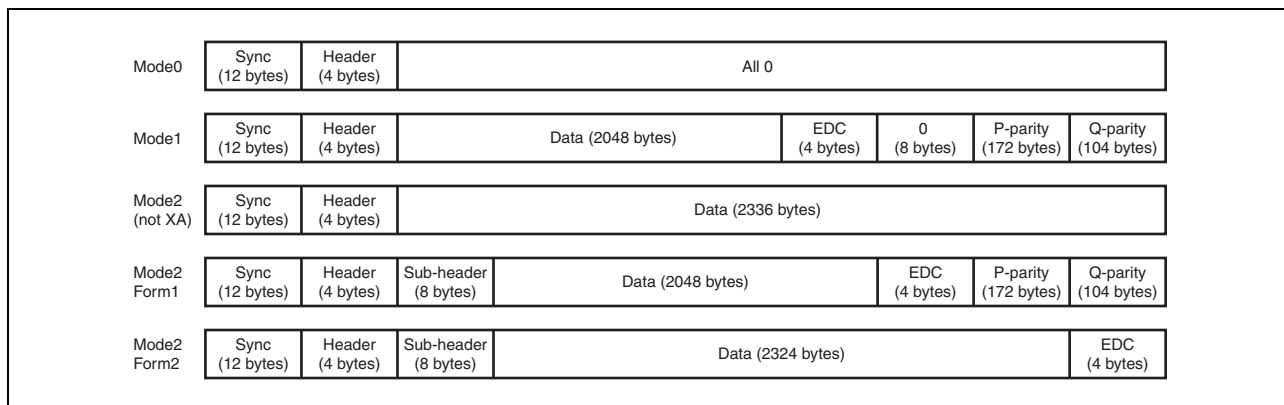 Mode0
Sync
(12 bytes)
Header
(4 bytes)
All 0
Mode1
Sync
(12 bytes)
Header
(4 bytes)
Data (2048 bytes)
EDC
(4 bytes)
0
(8 bytes)
P-parity
(172 bytes)
Q-parity
(104 bytes)
Mode2
(not XA)
Sync
(12 bytes)
Header
(4 bytes)
Data (2336 bytes)
Mode2
Form1
Sync
(12 bytes)
Header
(4 bytes)
Sub-header
(8 bytes)
Data (2048 bytes)
EDC
(4 bytes)
P-parity
(172 bytes)
Q-parity
(104 bytes)
Mode2
Form2
Sync
(12 bytes)
Header
(4 bytes)
Sub-header
(8 bytes)
Data (2324 bytes)
EDC
(4 bytes)